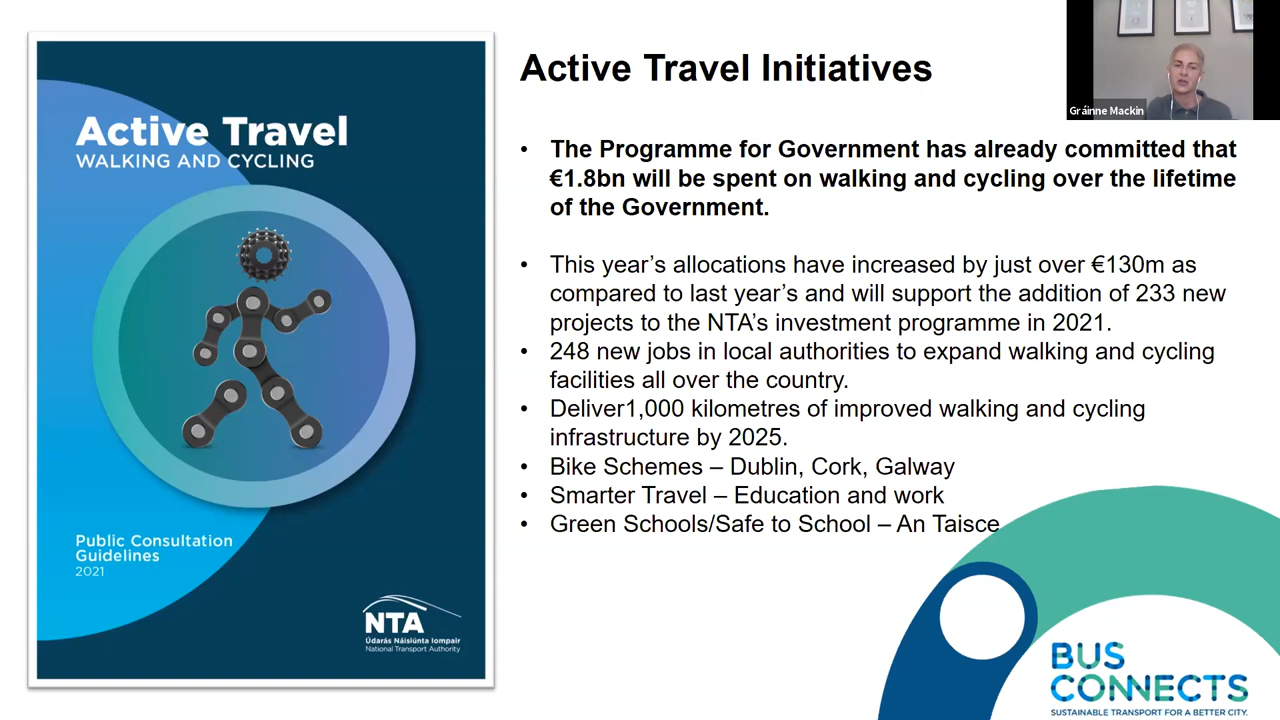 Active Travel
WALKING AND CYCLING
Public Consultation
Guidelines
2021
NTA
Údarás Náisiúnta Iompair
National Transport Authority
Active Travel Initiatives
• The Programme for Government has already committed that
€1.8bn will be spent on walking and cycling over the lifetime
of the Government.
• This year’s allocations have increased by just over €130m as
compared to last year’s and will support the addition of 233 new
projects to the NTA’s investment programme in 2021.
• 248 new jobs in local authorities to expand walking and cycling
facilities all over the country.
• Deliver1,000 kilometres of improved walking and cycling
infrastructure by 2025.
• Bike Schemes – Dublin, Cork, Galway
• Smarter Travel – Education and work
• Green Schools/Safe to School – An Taisce
Gráinne Mackin
BUS
CONNECTS
SUSTAINABLE TRANSPORT FOR A BETTER CITY.